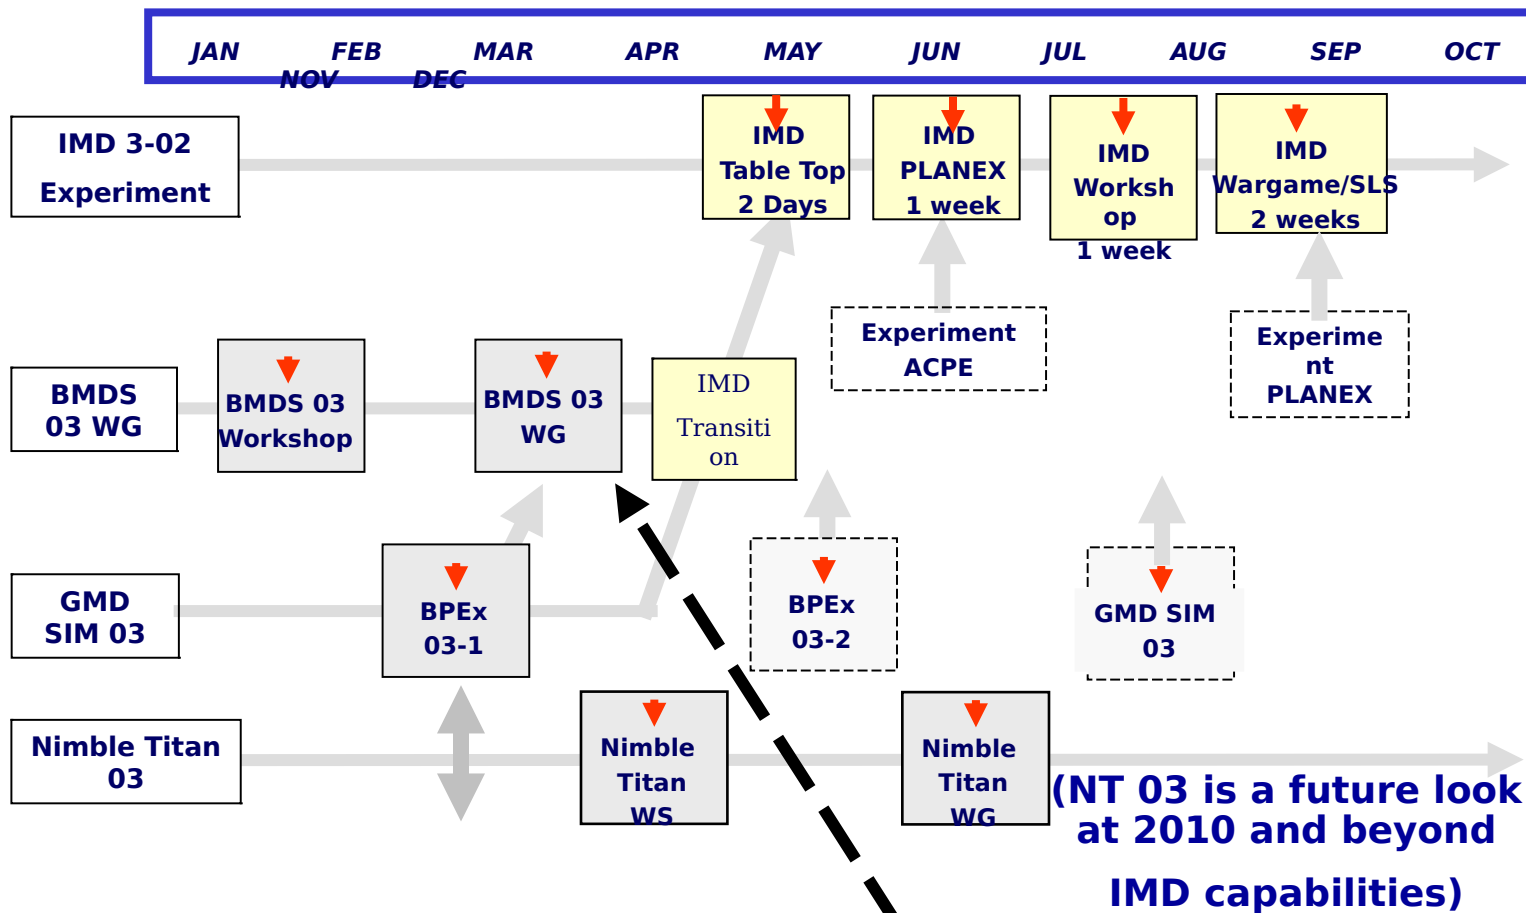 JAN FEB MAR APR MAY JUN JUL AUG SEP OCT
NOV DEC
IMD 3-02
Experiment
IMD
Table Top
2 Days
IMD
PLANEX
1 week
IMD
Worksh
op
1 week
IMD
Wargame/SLS
2 weeks
Experiment
ACPE
Experime
nt
PLANEX
BMDS
03 WG
BMDS 03
Workshop
BMDS 03
WG
IMD
Transiti
on
GMD
SIM 03
BPEx
03-1
BPEx
03-2
GMD SIM
03
Nimble Titan
03
Nimble
Titan
WS
Nimble
Titan
WG
(NT 03 is a future look
at 2010 and beyond
IMD capabilities)